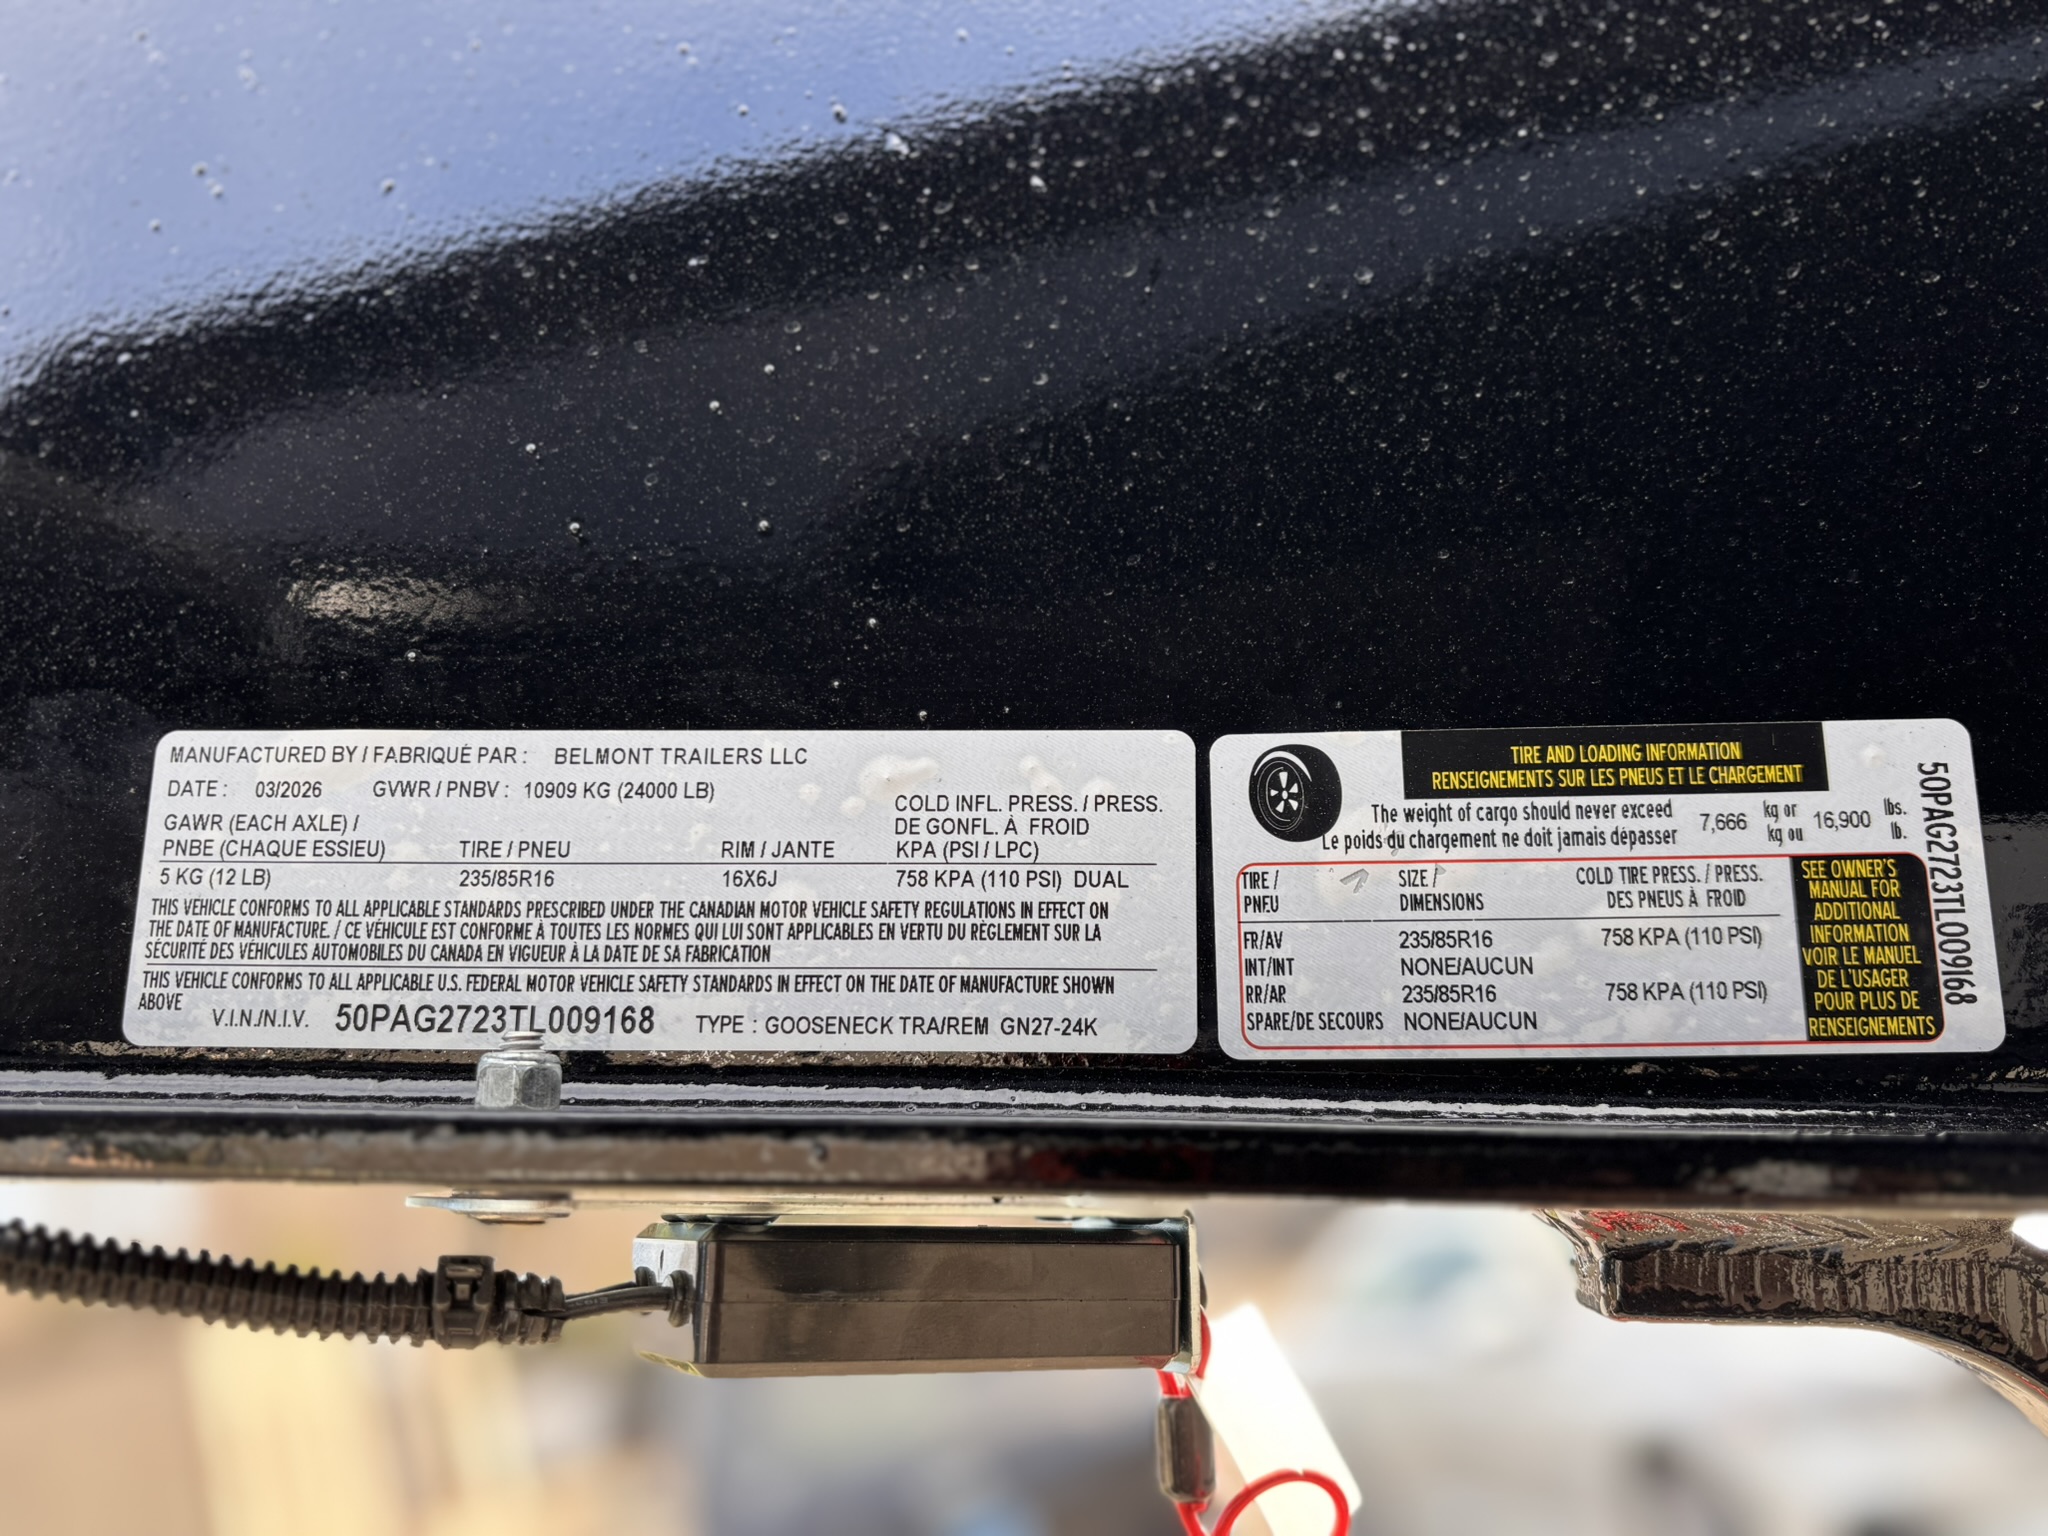 MANUFACTURED BY / FABRIQUÉ PAR : BELMONT TRAILERS LLC
DATE : 03/2026 GVWR / PNBV : 10909 KG (24000 LB)
GAWR (EACH AXLE) /
PNBE (CHAQUE ESSIEU) TIRE / PNEU RIM / JANTE COLD INFL. PRESS. / PRESS.
DE GONFL. À FROID
KPA (PSI / LPC)
5 KG (12 LB) 235/85R16 16X6J 758 KPA (110 PSI) DUAL
THIS VEHICLE CONFORMS TO ALL APPLICABLE STANDARDS PRESCRIBED UNDER THE CANADIAN MOTOR VEHICLE SAFETY REGULATIONS IN EFFECT ON
THE DATE OF MANUFACTURE. / CE VÉHICULE EST CONFORME À TOUTES LES NORMES QUI LUI SONT APPLICABLES EN VERTU DU RÈGLEMENT SUR LA
SÉCURITÉ DES VÉHICULES AUTOMOBILES DU CANADA EN VIGUEUR À LA DATE DE SA FABRICATION
THIS VEHICLE CONFORMS TO ALL APPLICABLE U.S. FEDERAL MOTOR VEHICLE SAFETY STANDARDS IN EFFECT ON THE DATE OF MANUFACTURE SHOWN
ABOVE
V.I.N./N.I.V. 50PAG2723TL009168 TYPE : GOOSENECK TRA/REM GN27-24K
TIRE AND LOADING INFORMATION
RENSEIGNEMENTS SUR LES PNEUS ET LE CHARGEMENT
The weight of cargo should never exceed 7,666 kg or 16,900 lbs.
Le poids du chargement ne doit jamais dépasser kg ou lb.
TIRE / SIZE / COLD TIRE PRESS. / PRESS.
PNEU DIMENSIONS DES PNEUS À FROID
FR/AV 235/85R16 758 KPA (110 PSI)
INT/INT NONE/AUCUN
RR/AR 235/85R16 758 KPA (110 PSI)
SPARE/DE SECOURS NONE/AUCUN
SEE OWNER'S
MANUAL FOR
ADDITIONAL
INFORMATION
VOIR LE MANUEL
DE L'USAGER
POUR PLUS DE
RENSEIGNEMENTS
50PAG2723TL009168